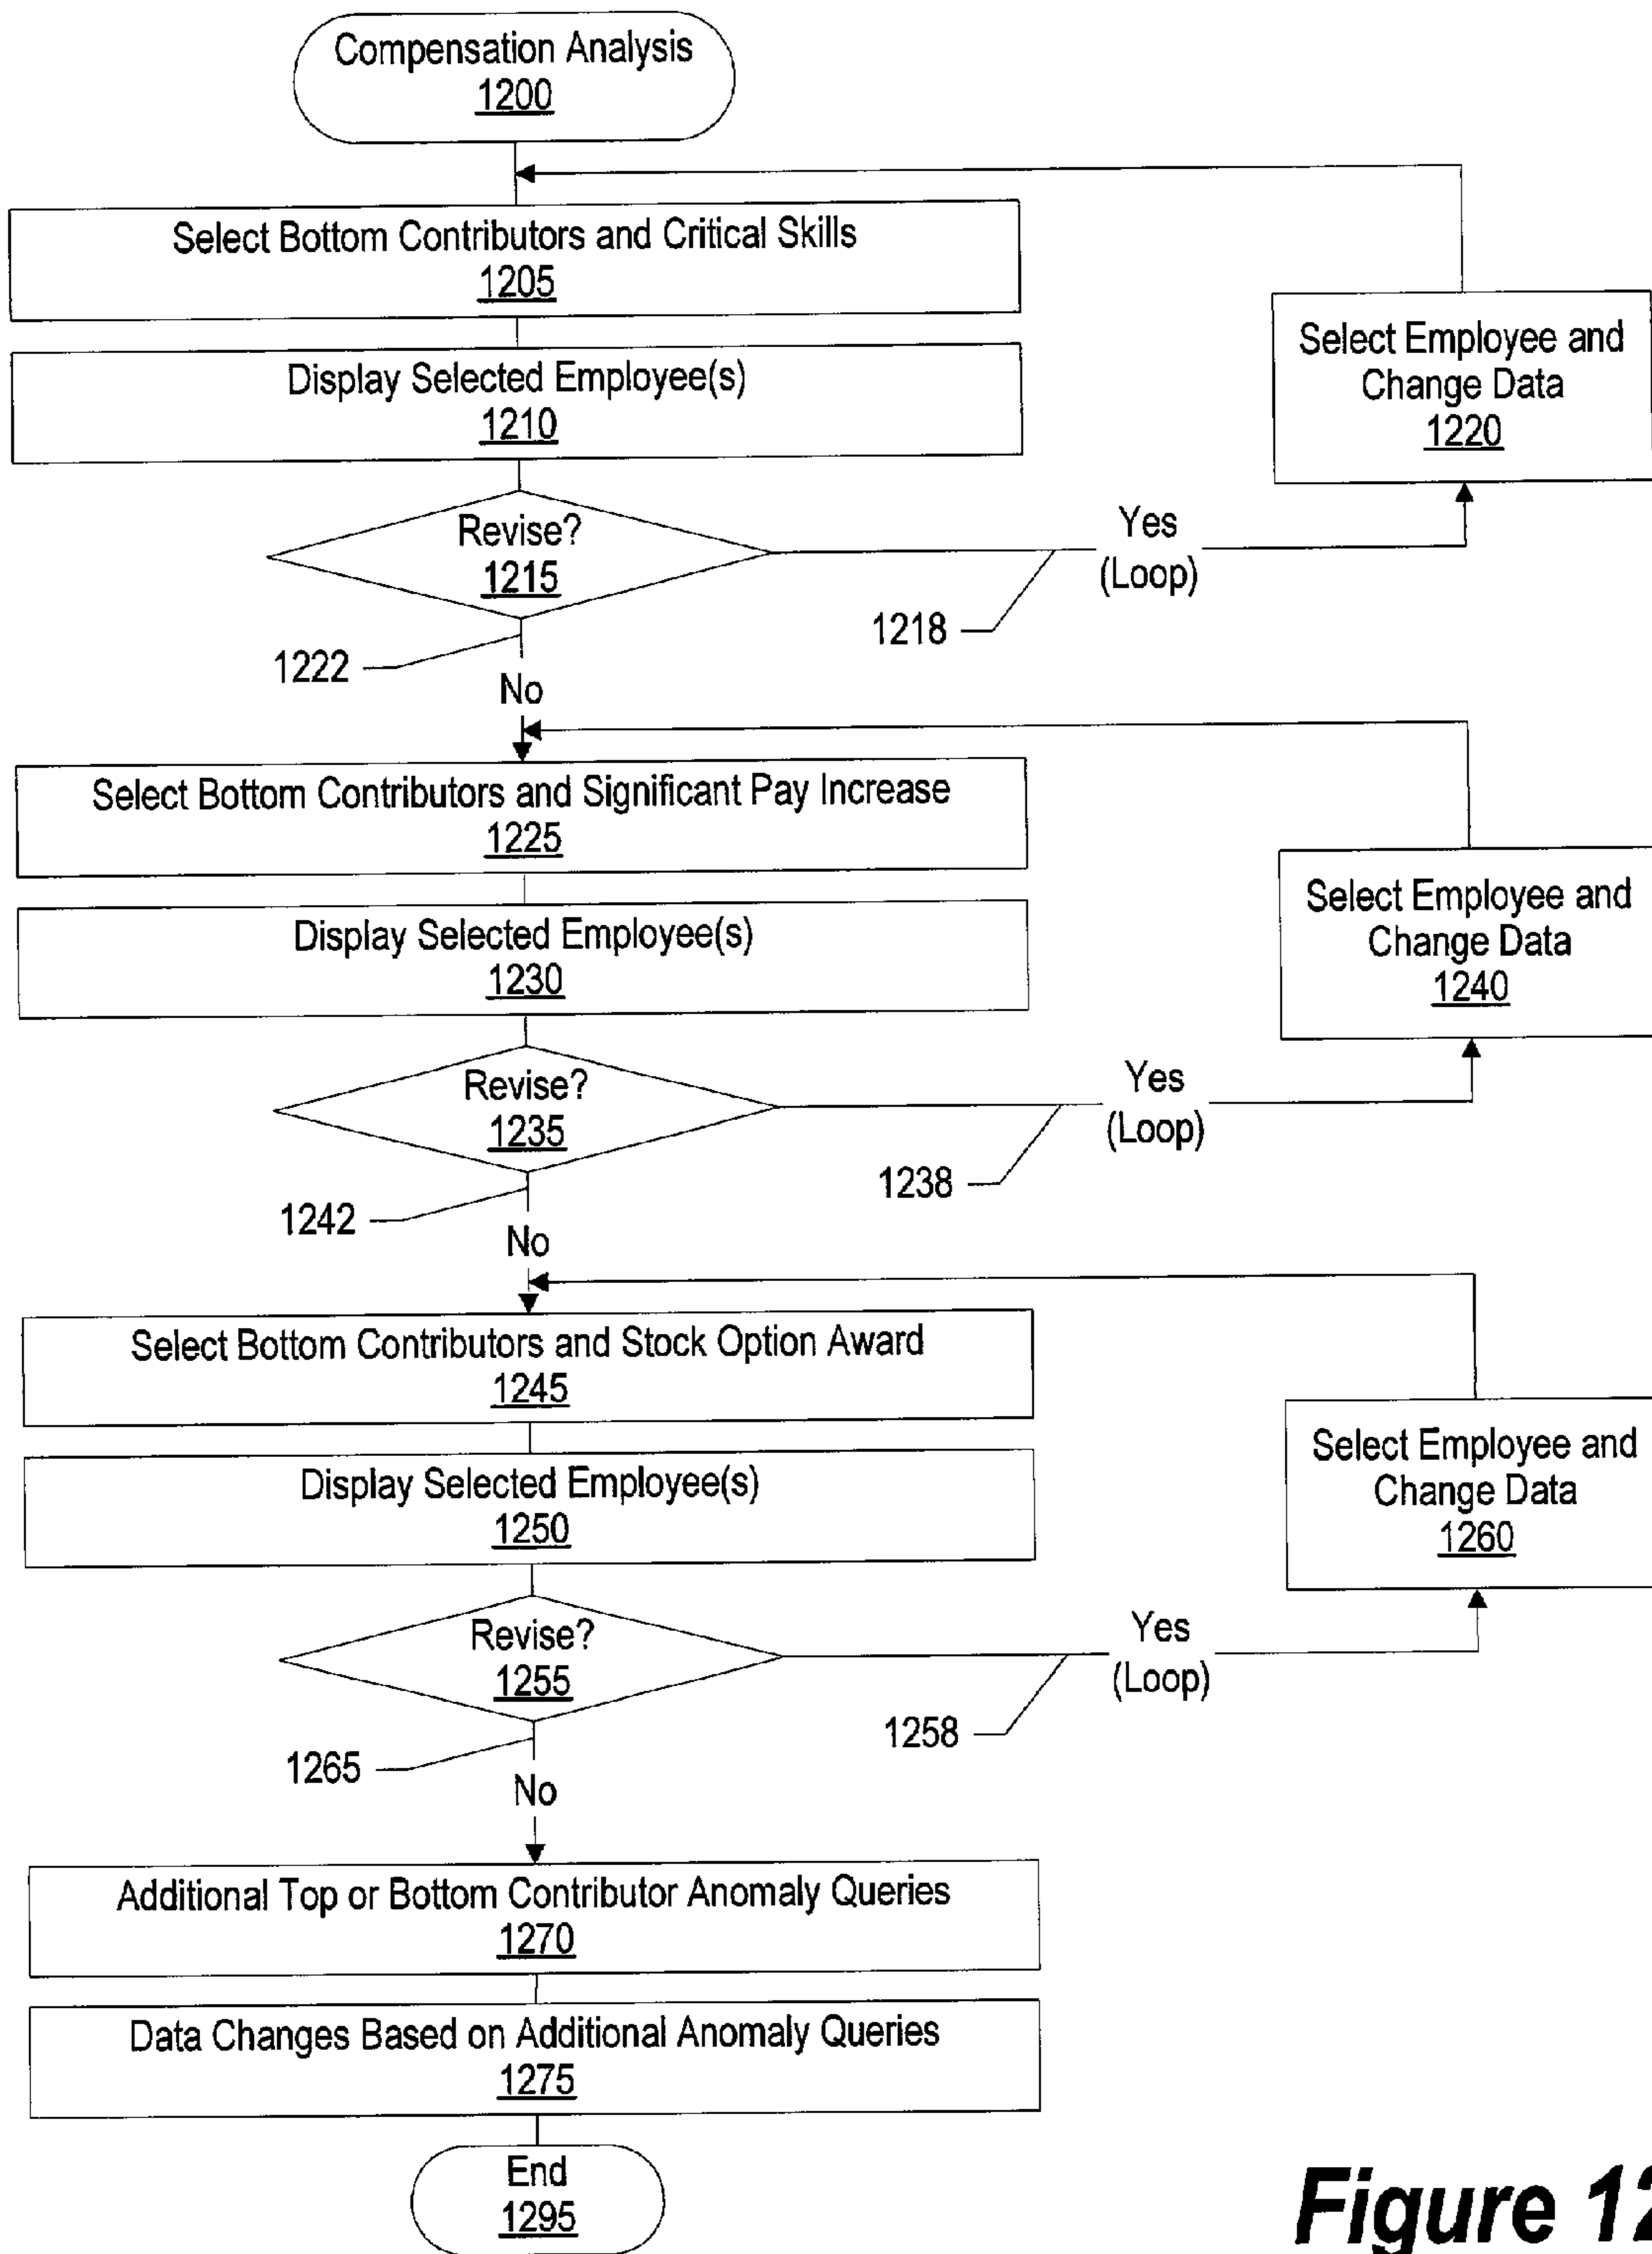 Compensation Analysis
1200
Select Bottom Contributors and Critical Skills
1205
Select Employee and
Change Data
1220
Display Selected Employee(s)
1210
Revise?
1215
Yes
(Loop)
1218
1222
No
Select Bottom Contributors and Significant Pay Increase
1225
Select Employee and
Change Data
1240
Display Selected Employee(s)
1230
Revise?
1235
Yes
(Loop)
1238
1242
No
Select Bottom Contributors and Stock Option Award
1245
Select Employee and
Change Data
1260
Display Selected Employee(s)
1250
Revise?
1255
Yes
(Loop)
1258
1265
No
Additional Top or Bottom Contributor Anomaly Queries
1270
Data Changes Based on Additional Anomaly Queries
1275
End
1295
Figure 12